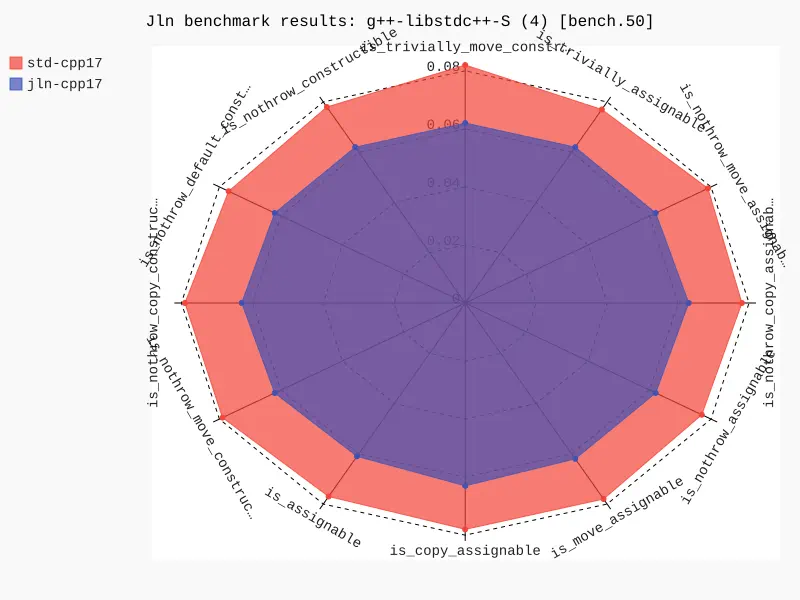 Jln benchmark results: g++-libstdc++-S (4) [bench.50]
std-cpp17
jln-cpp17
is_trivially_move_constr…
is_trivially_assignable
is_nothrow_move_assignab…
is_nothrow_copy_assignab…
is_nothrow_assignable
is_move_assignable
is_copy_assignable
is_assignable
is_nothrow_move_construc…
is_nothrow_copy_construc…
is_nothrow_default_const…
is_nothrow_constructible
0.08
0.06
0.04
0.02
0